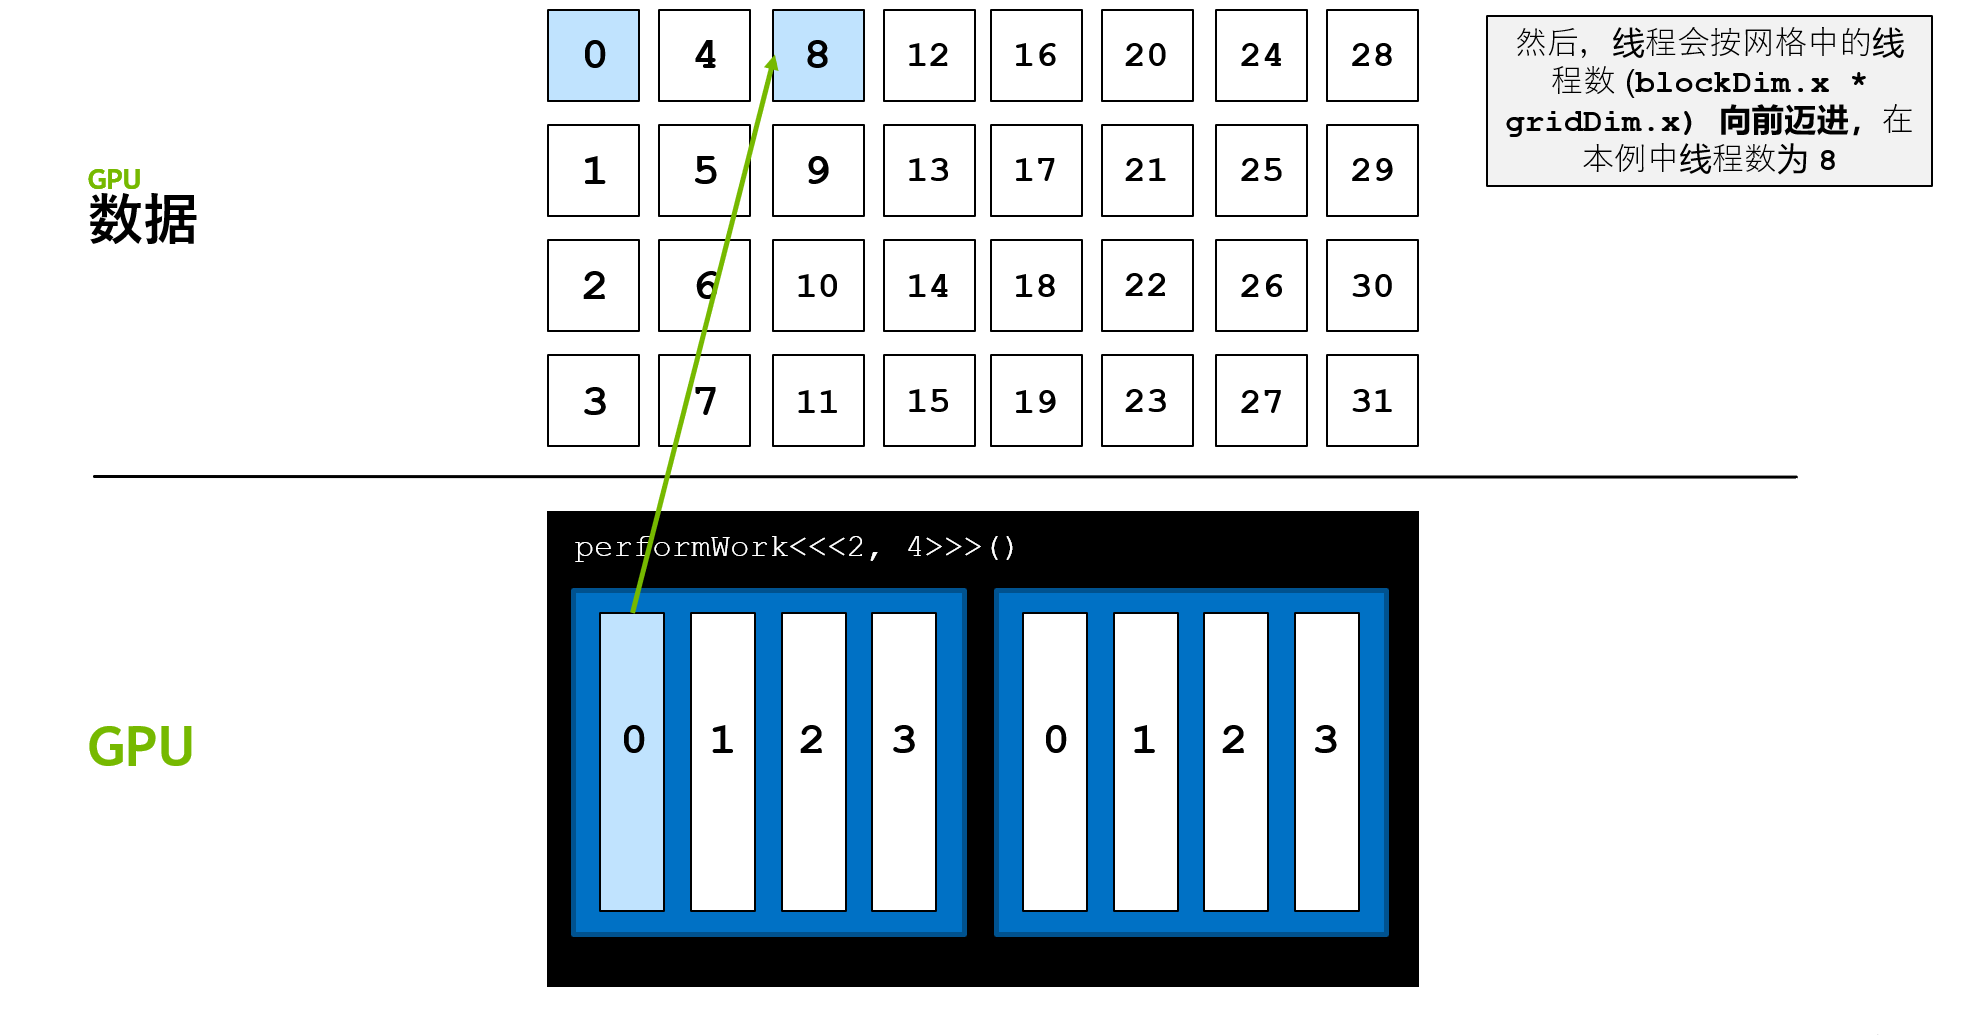 0 4 8 12 16 20 24 28
然后，线程会按网格中的线
程数 (blockDim.x *
gridDim.x) 向前迈进，在
本例中线程数为 8
1 5 9 13 17 21 25 29
GPU
数据
2 6 10 14 18 22 26 30
3 7 11 15 19 23 27 31
performWork<<<2, 4>>>()
GPU
0 1 2 3 0 1 2 3